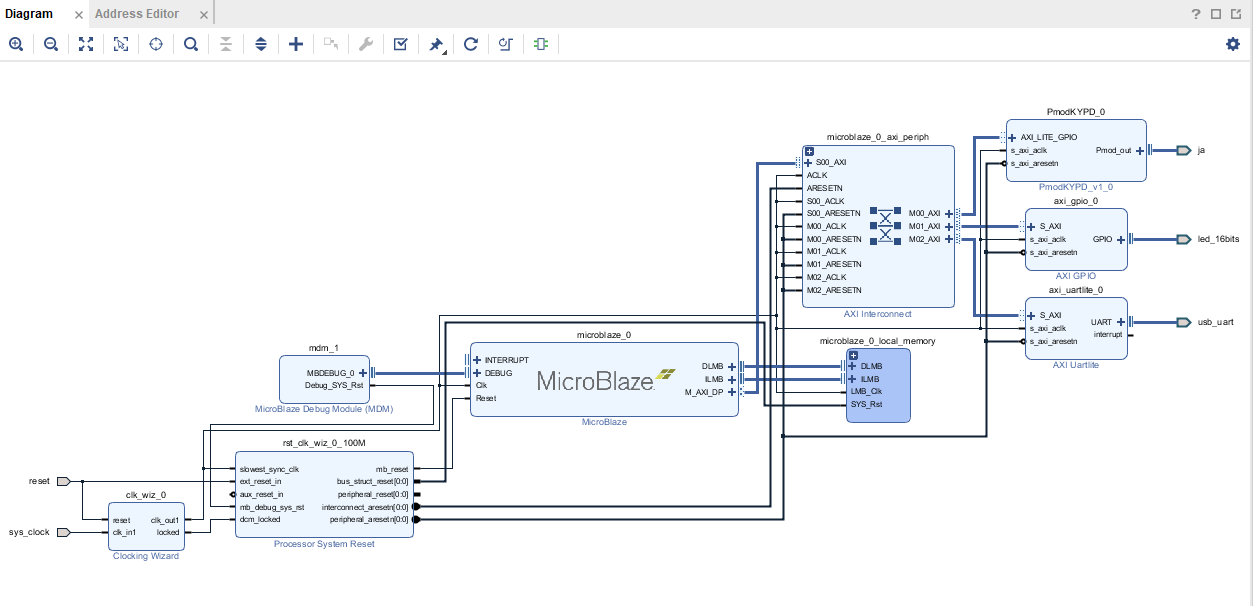 Diagram × Address Editor ×
?
PmodKYPD_0
AXI_LITE_GPIO
s_axi_aclk
s_axi_aresetn
Pmod_out
PmodKYPD_v1_0
ja
microblaze_0_axi_periph
S00_AXI
ACLK
ARESETN
S00_ACLK
S00_ARESETN
M00_ACLK
M00_ARESETN
M01_ACLK
M01_ARESETN
M02_ACLK
M02_ARESETN
M00_AXI
M01_AXI
M02_AXI
AXI Interconnect
axi_gpio_0
S_AXI
s_axi_aclk
s_axi_aresetn
GPIO
AXI GPIO
led_16bits
axi_uartlite_0
S_AXI
s_axi_aclk
s_axi_aresetn
UART
interrupt
AXI Uartlite
usb_uart
microblaze_0_local_memory
DLMB
ILMB
LMB_Clk
SYS_Rst
microblaze_0
INTERRUPT
DEBUG
Clk
Reset
MicroBlaze
DLMB
ILMB
M_AXI_DP
MicroBlaze
mdm_1
MBDEBUG_0
Debug_SYS_Rst
MicroBlaze Debug Module (MDM)
rst_clk_wiz_0_100M
slowest_sync_clk
ext_reset_in
aux_reset_in
mb_debug_sys_rst
dcm_locked
mb_reset
bus_struct_reset[0:0]
peripheral_reset[0:0]
interconnect_aresetn[0:0]
peripheral_aresetn[0:0]
Processor System Reset
reset
sys_clock
clk_wiz_0
reset
clk_in1
clk_out1
locked
Clocking Wizard